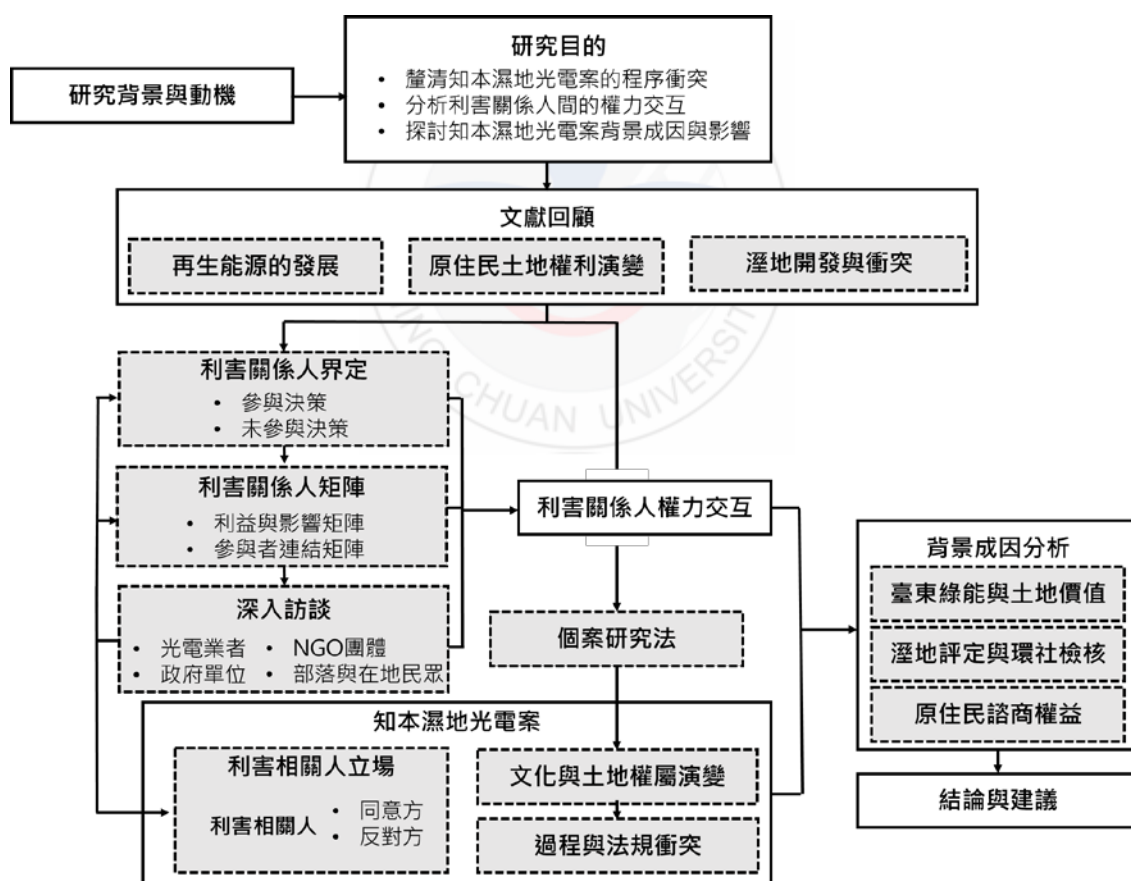 研究背景與動機
研究目的
• 釐清知本濕地光電案的程序衝突
• 分析利害關係人間的權力交互
• 探討知本濕地光電案背景成因與影響
文獻回顧
再生能源的發展
原住民土地權利演變
溼地開發與衝突
利害關係人界定
• 參與決策
• 未參與決策
利害關係人矩陣
• 利益與影響矩陣
• 參與者連結矩陣
深入訪談
• 光電業者
• NGO團體
• 政府單位
• 部落與在地民眾
利害關係人權力交互
個案研究法
知本濕地光電案
利害相關人立場
利害相關人
• 同意方
• 反對方
文化與土地權屬演變
過程與法規衝突
背景成因分析
臺東綠能與土地價值
溼地評定與環社檢核
原住民諮商權益
結論與建議
CHUAN UNIVERSIT